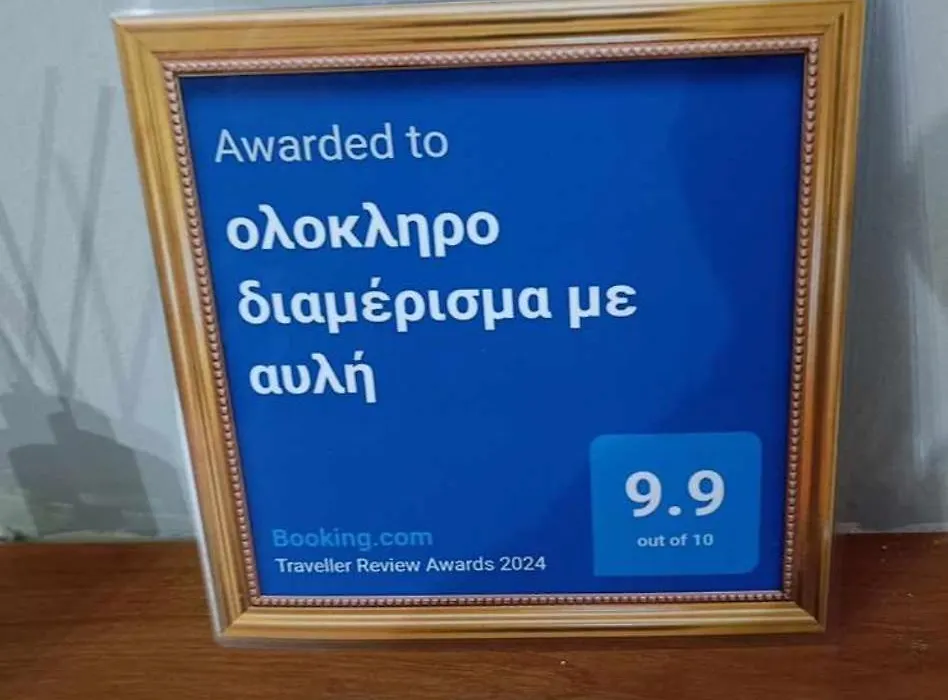 Awarded to
ολοκληρο
διαμέρισμα με
αυλή
9.9
out of 10
Booking.com
Traveller Review Awards 2024